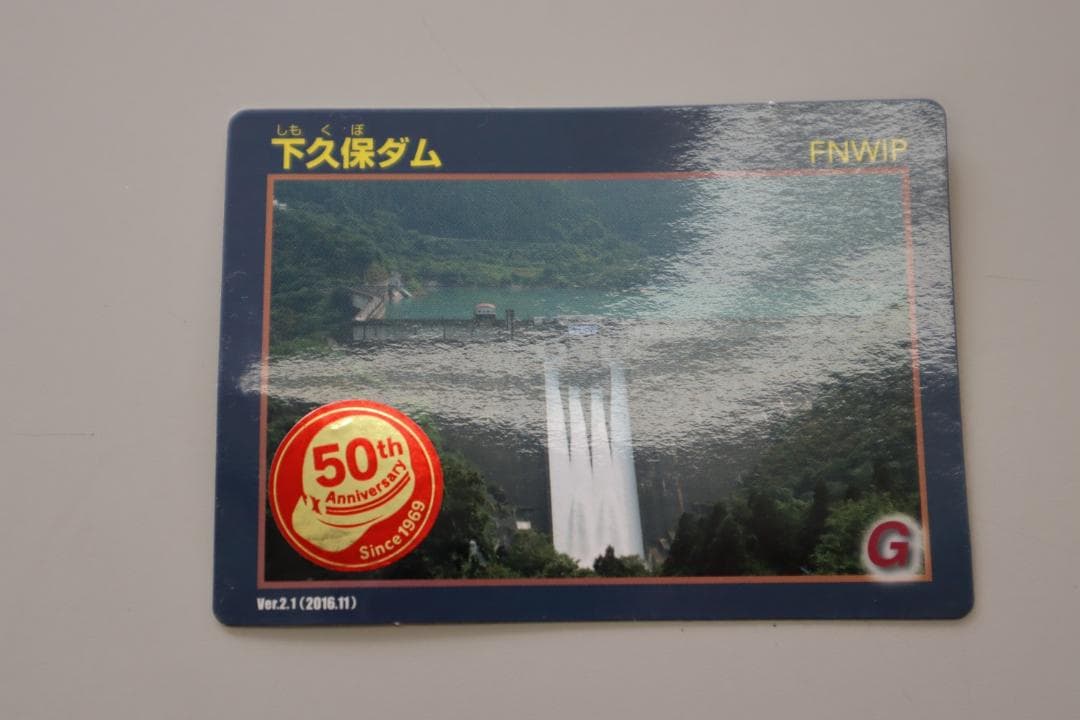 しもくぼ
下久保ダム
FNWIP
50th
Anniversary
Since1969
G
Ver.2.1（2016.11）